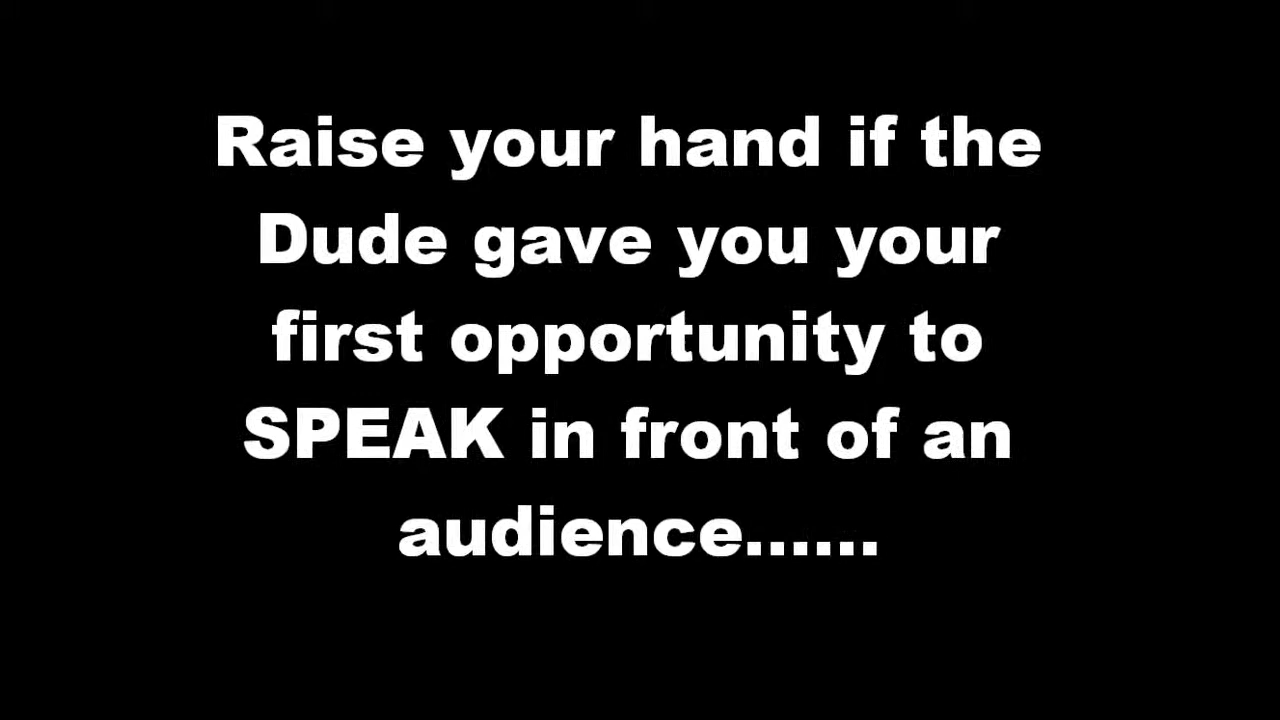 Raise your hand if the
Dude gave you your
first opportunity to
SPEAK in front of an
audience......